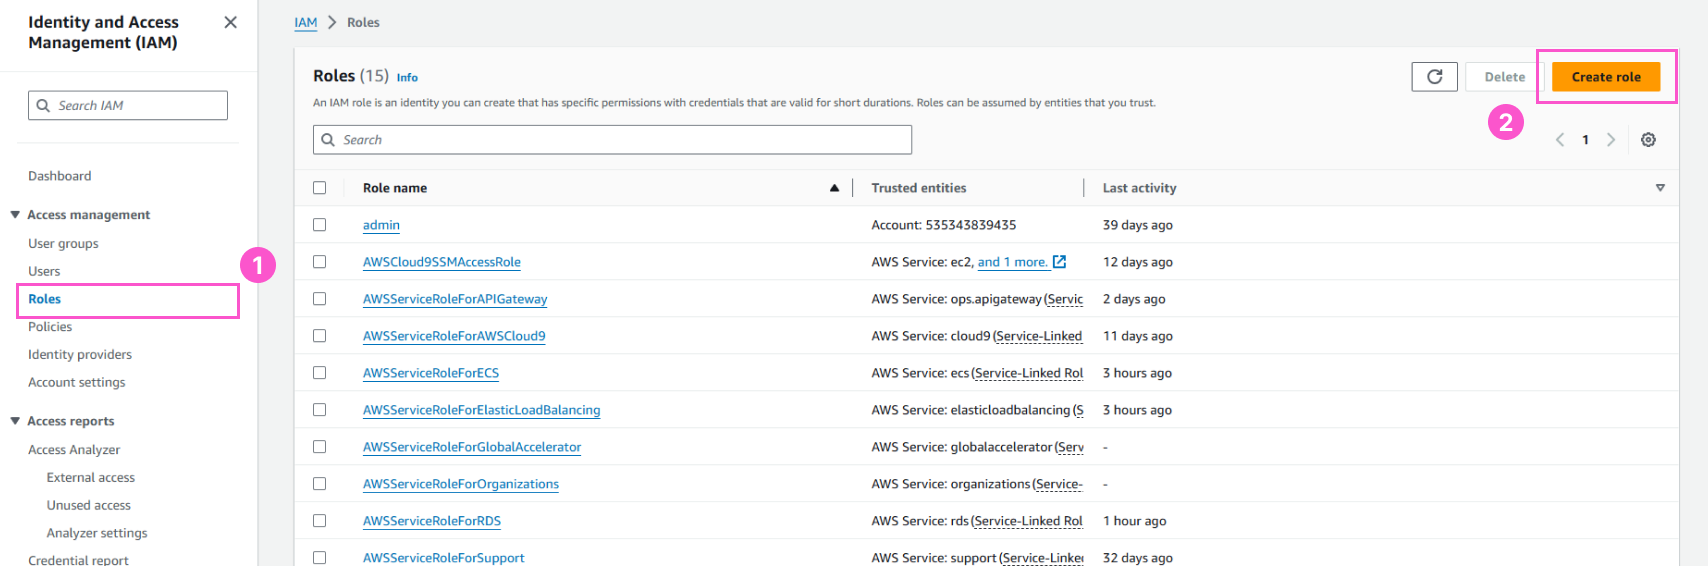 Identity and Access
Management (IAM)
Search IAM
Dashboard
Access management
User groups
Users
1
Roles
Policies
Identity providers
Account settings
Access reports
Access Analyzer
External access
Unused access
Analyzer settings
Credential report
IAM > Roles
Roles (15) Info
Delete
Create role
An IAM role is an identity you can create that has specific permissions with credentials that are valid for short durations. Roles can be assumed by entities that you trust.
2
Search
1
Role name Trusted entities Last activity
admin Account: 535343839435 39 days ago
AWSCloud9SSMAccessRole AWS Service: ec2, and 1 more. 12 days ago
AWSServiceRoleForAPIGateway AWS Service: ops.apigateway (Servic 2 days ago
AWSServiceRoleForAWSCloud9 AWS Service: cloud9 (Service-Linked 11 days ago
AWSServiceRoleForECS AWS Service: ecs (Service-Linked Rol 3 hours ago
AWSServiceRoleForElasticLoadBalancing AWS Service: elasticloadbalancing (S 3 hours ago
AWSServiceRoleForGlobalAccelerator AWS Service: globalaccelerator (Serv -
AWSServiceRoleForOrganizations AWS Service: organizations (Service- -
AWSServiceRoleForRDS AWS Service: rds (Service-Linked Rol 1 hour ago
AWSServiceRoleForSupport AWS Service: support (Service-Linke 32 days ago